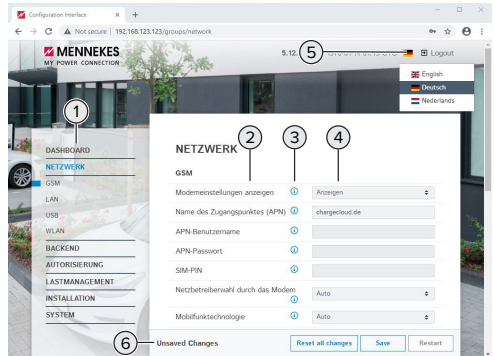 Configuration Interface
Not secure | 192.168.123.123/groups/network
MENNEKES
MY POWER CONNECTION
5.12.
5
Logout
English
Deutsch
Nederlands
1
DASHBOARD
NETZWERK
GSM
LAN
USB
WLAN
BACKEND
AUTORISIERUNG
LASTMANAGEMENT
INSTALLATION
SYSTEM
NETZWERK
2
3
4
GSM
Modemeinstellungen anzeigen
Anzeigen
Name des Zugangspunktes (APN)
chargecloud.de
APN-Benutzername
APN-Passwort
SIM-PIN
Netzbetreiberwahl durch das Modem
Auto
Mobilfunktechnologie
Auto
6
Unsaved Changes
Reset all changes
Save
Restart